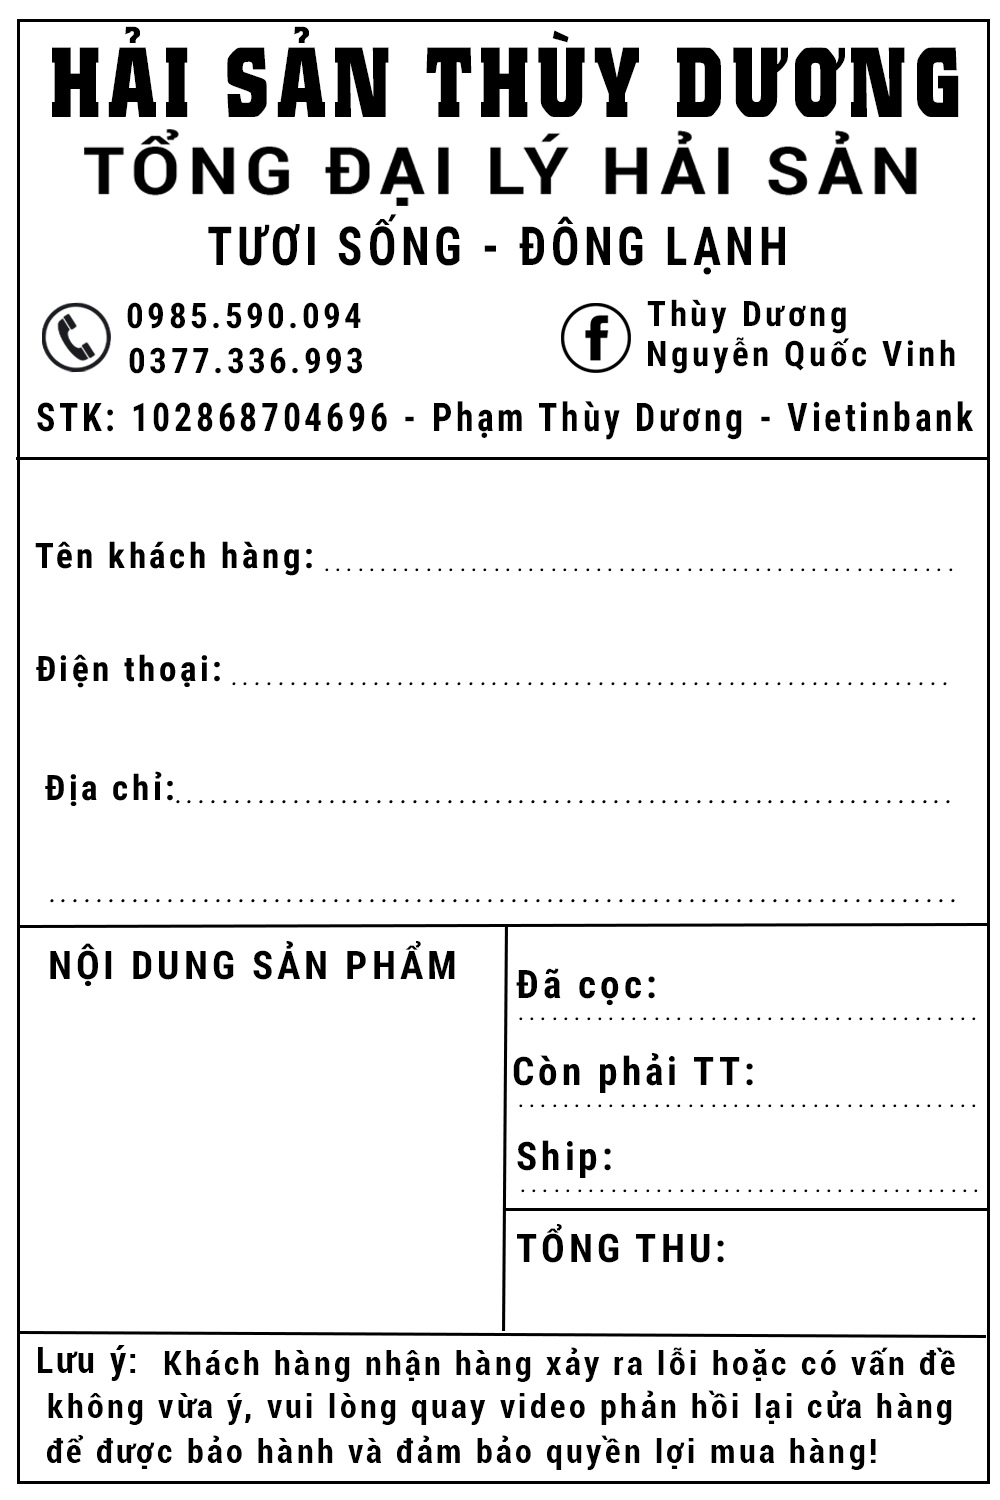 HẢI SẢN THÙY DƯƠNG
TỔNG ĐẠI LÝ HẢI SẢN
TƯƠI SỐNG - ĐÔNG LẠNH
0985.590.094
0377.336.993
Thùy Dương
Nguyễn Quốc Vinh
STK: 102868704696 - Phạm Thùy Dương - Vietinbank
Tên khách hàng:
Điện thoại:
Địa chỉ:
NỘI DUNG SẢN PHẨM
Đã cọc:
Còn phải TT:
Ship:
TỔNG THU:
Lưu ý: Khách hàng nhận hàng xảy ra lỗi hoặc có vấn đề
không vừa ý, vui lòng quay video phản hồi lại cửa hàng
để được bảo hành và đảm bảo quyền lợi mua hàng!